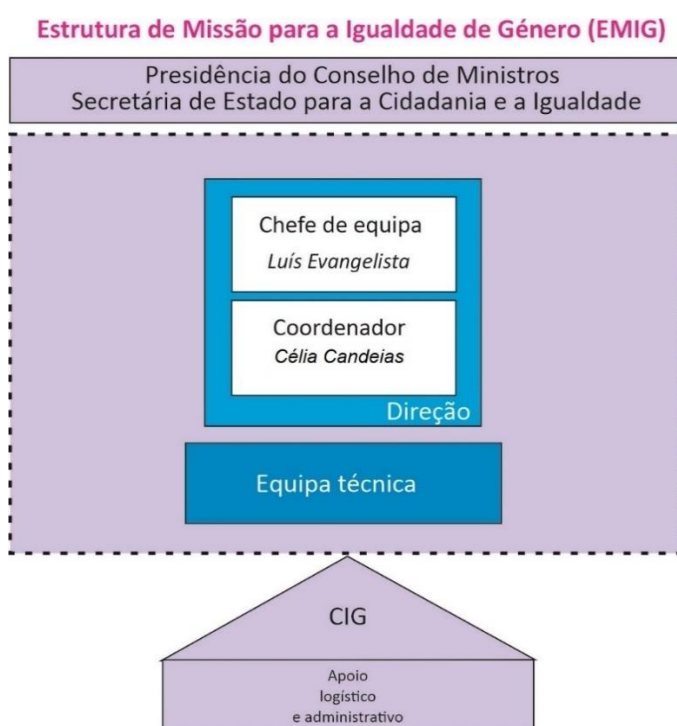 Estrutura de Missão para a Igualdade de Género (EMIG)
Presidência do Conselho de Ministros
Secretária de Estado para a Cidadania e a Igualdade
Chefe de equipa
Luís Evangelista
Coordenador
Célia Candeias
Direção
Equipa técnica
CIG
Apoio
logístico
e administrativo